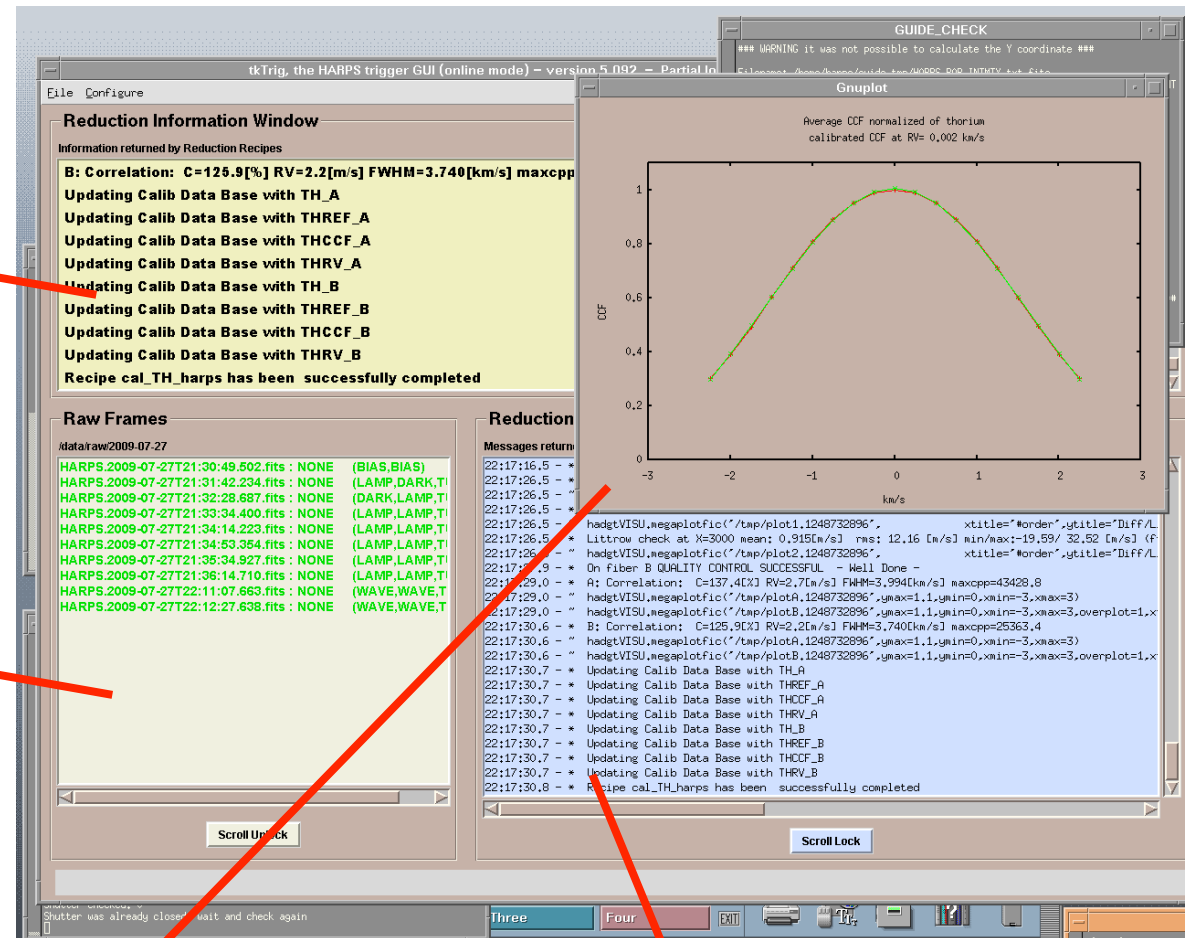 GUIDE_CHECK
### WARNING it was not possible to calculate the Y coordinate ###
tkTrig, the HARPS trigger GUI (online mode) – version 5.092 – Partial lo
File Configure
Gnuplot
Average CCF normalized of thorium
calibrated CCF at RV= 0.002 km/s
1
0.8
0.6
0.4
0.2
0
CCF
-3 -2 -1 0 1 2 3
km/s
Reduction Information Window
Information returned by Reduction Recipes
B: Correlation: C=125.9[%] RV=2.2[m/s] FWHM=3.740[km/s] maxcpp
Updating Calib Data Base with TH_A
Updating Calib Data Base with THREF_A
Updating Calib Data Base with THCCF_A
Updating Calib Data Base with THRV_A
Updating Calib Data Base with TH_B
Updating Calib Data Base with THREF_B
Updating Calib Data Base with THCCF_B
Updating Calib Data Base with THRV_B
Recipe cal_TH_harps has been successfully completed
Raw Frames
/data/raw/2009-07-27
HARPS.2009-07-27T21:30:49.502.fits : NONE (BIAS,BIAS)
HARPS.2009-07-27T21:31:42.234.fits : NONE (LAMP,DARK,TU
HARPS.2009-07-27T21:32:28.687.fits : NONE (DARK,LAMP,TU
HARPS.2009-07-27T21:33:34.400.fits : NONE (LAMP,LAMP,TU
HARPS.2009-07-27T21:34:14.223.fits : NONE (LAMP,LAMP,TU
HARPS.2009-07-27T21:34:53.354.fits : NONE (LAMP,LAMP,TU
HARPS.2009-07-27T21:35:34.927.fits : NONE (LAMP,LAMP,TU
HARPS.2009-07-27T21:36:14.710.fits : NONE (LAMP,LAMP,TU
HARPS.2009-07-27T22:11:07.663.fits : NONE (WAVE,WAVE,T
HARPS.2009-07-27T22:12:27.638.fits : NONE (WAVE,WAVE,T
Scroll Unlock
Reduction
Messages return
22:17:16.5 - *
22:17:26.5 - *
22:17:26.5 - ~
22:17:26.5 - *
22:17:26.5 - hadgtVISU.megaplotfic("/tmp/plot1.1248732896", xtitle="#order",ytitle="Diff/L
22:17:26.5 Littrow check at X=3000 mean: 0.915[m/s] rms: 12.16 [m/s] min/max:-19.59/ 32.52 [m/s] (f
22:17:26. - ~ hadgtVISU.megaplotfic("/tmp/plot2.1248732896", xtitle="#order",ytitle="Diff/L
22:17: .9 - * On fiber B QUALITY CONTROL SUCCESSFUL - Well Done -
22:17:29.0 - * A: Correlation: C=137.4[%] RV=2.7[m/s] FWHM=3.994[km/s] maxcpp=43428.8
22:17:29.0 - ~ hadgtVISU.megaplotfic("/tmp/plotA.1248732896",ymax=1.1,ymin=0,xmin=-3,xmax=3)
22:17:29.0 - ~ hadgtVISU.megaplotfic("/tmp/plotB.1248732896",ymax=1.1,ymin=0,xmin=-3,xmax=3,overplot=1,x
22:17:30.6 - * B: Correlation: C=125.9[%] RV=2.2[m/s] FWHM=3.740[km/s] maxcpp=25363.4
22:17:30.6 - ~ hadgtVISU.megaplotfic("/tmp/plotA.1248732896",ymax=1.1,ymin=0,xmin=-3,xmax=3)
22:17:30.6 - ~ hadgtVISU.megaplotfic("/tmp/plotB.1248732896",ymax=1.1,ymin=0,xmin=-3,xmax=3,overplot=1,x
22:17:30.7 - * Updating Calib Data Base with TH_A
22:17:30.7 - * Updating Calib Data Base with THREF_A
22:17:30.7 - * Updating Calib Data Base with THCCF_A
22:17:30.7 - * Updating Calib Data Base with THRV_A
22:17:30.7 - * Updating Calib Data Base with TH_B
22:17:30.7 - * Updating Calib Data Base with THREF_B
22:17:30.7 - * Updating Calib Data Base with THCCF_B
22:17:30.7 - * Updating Calib Data Base with THRV_B
22:17:30.8 - * Recipe cal_TH_harps has been successfully completed
Scroll Lock
Shutter was already closed, wait and check again
Three
Four
EXIT